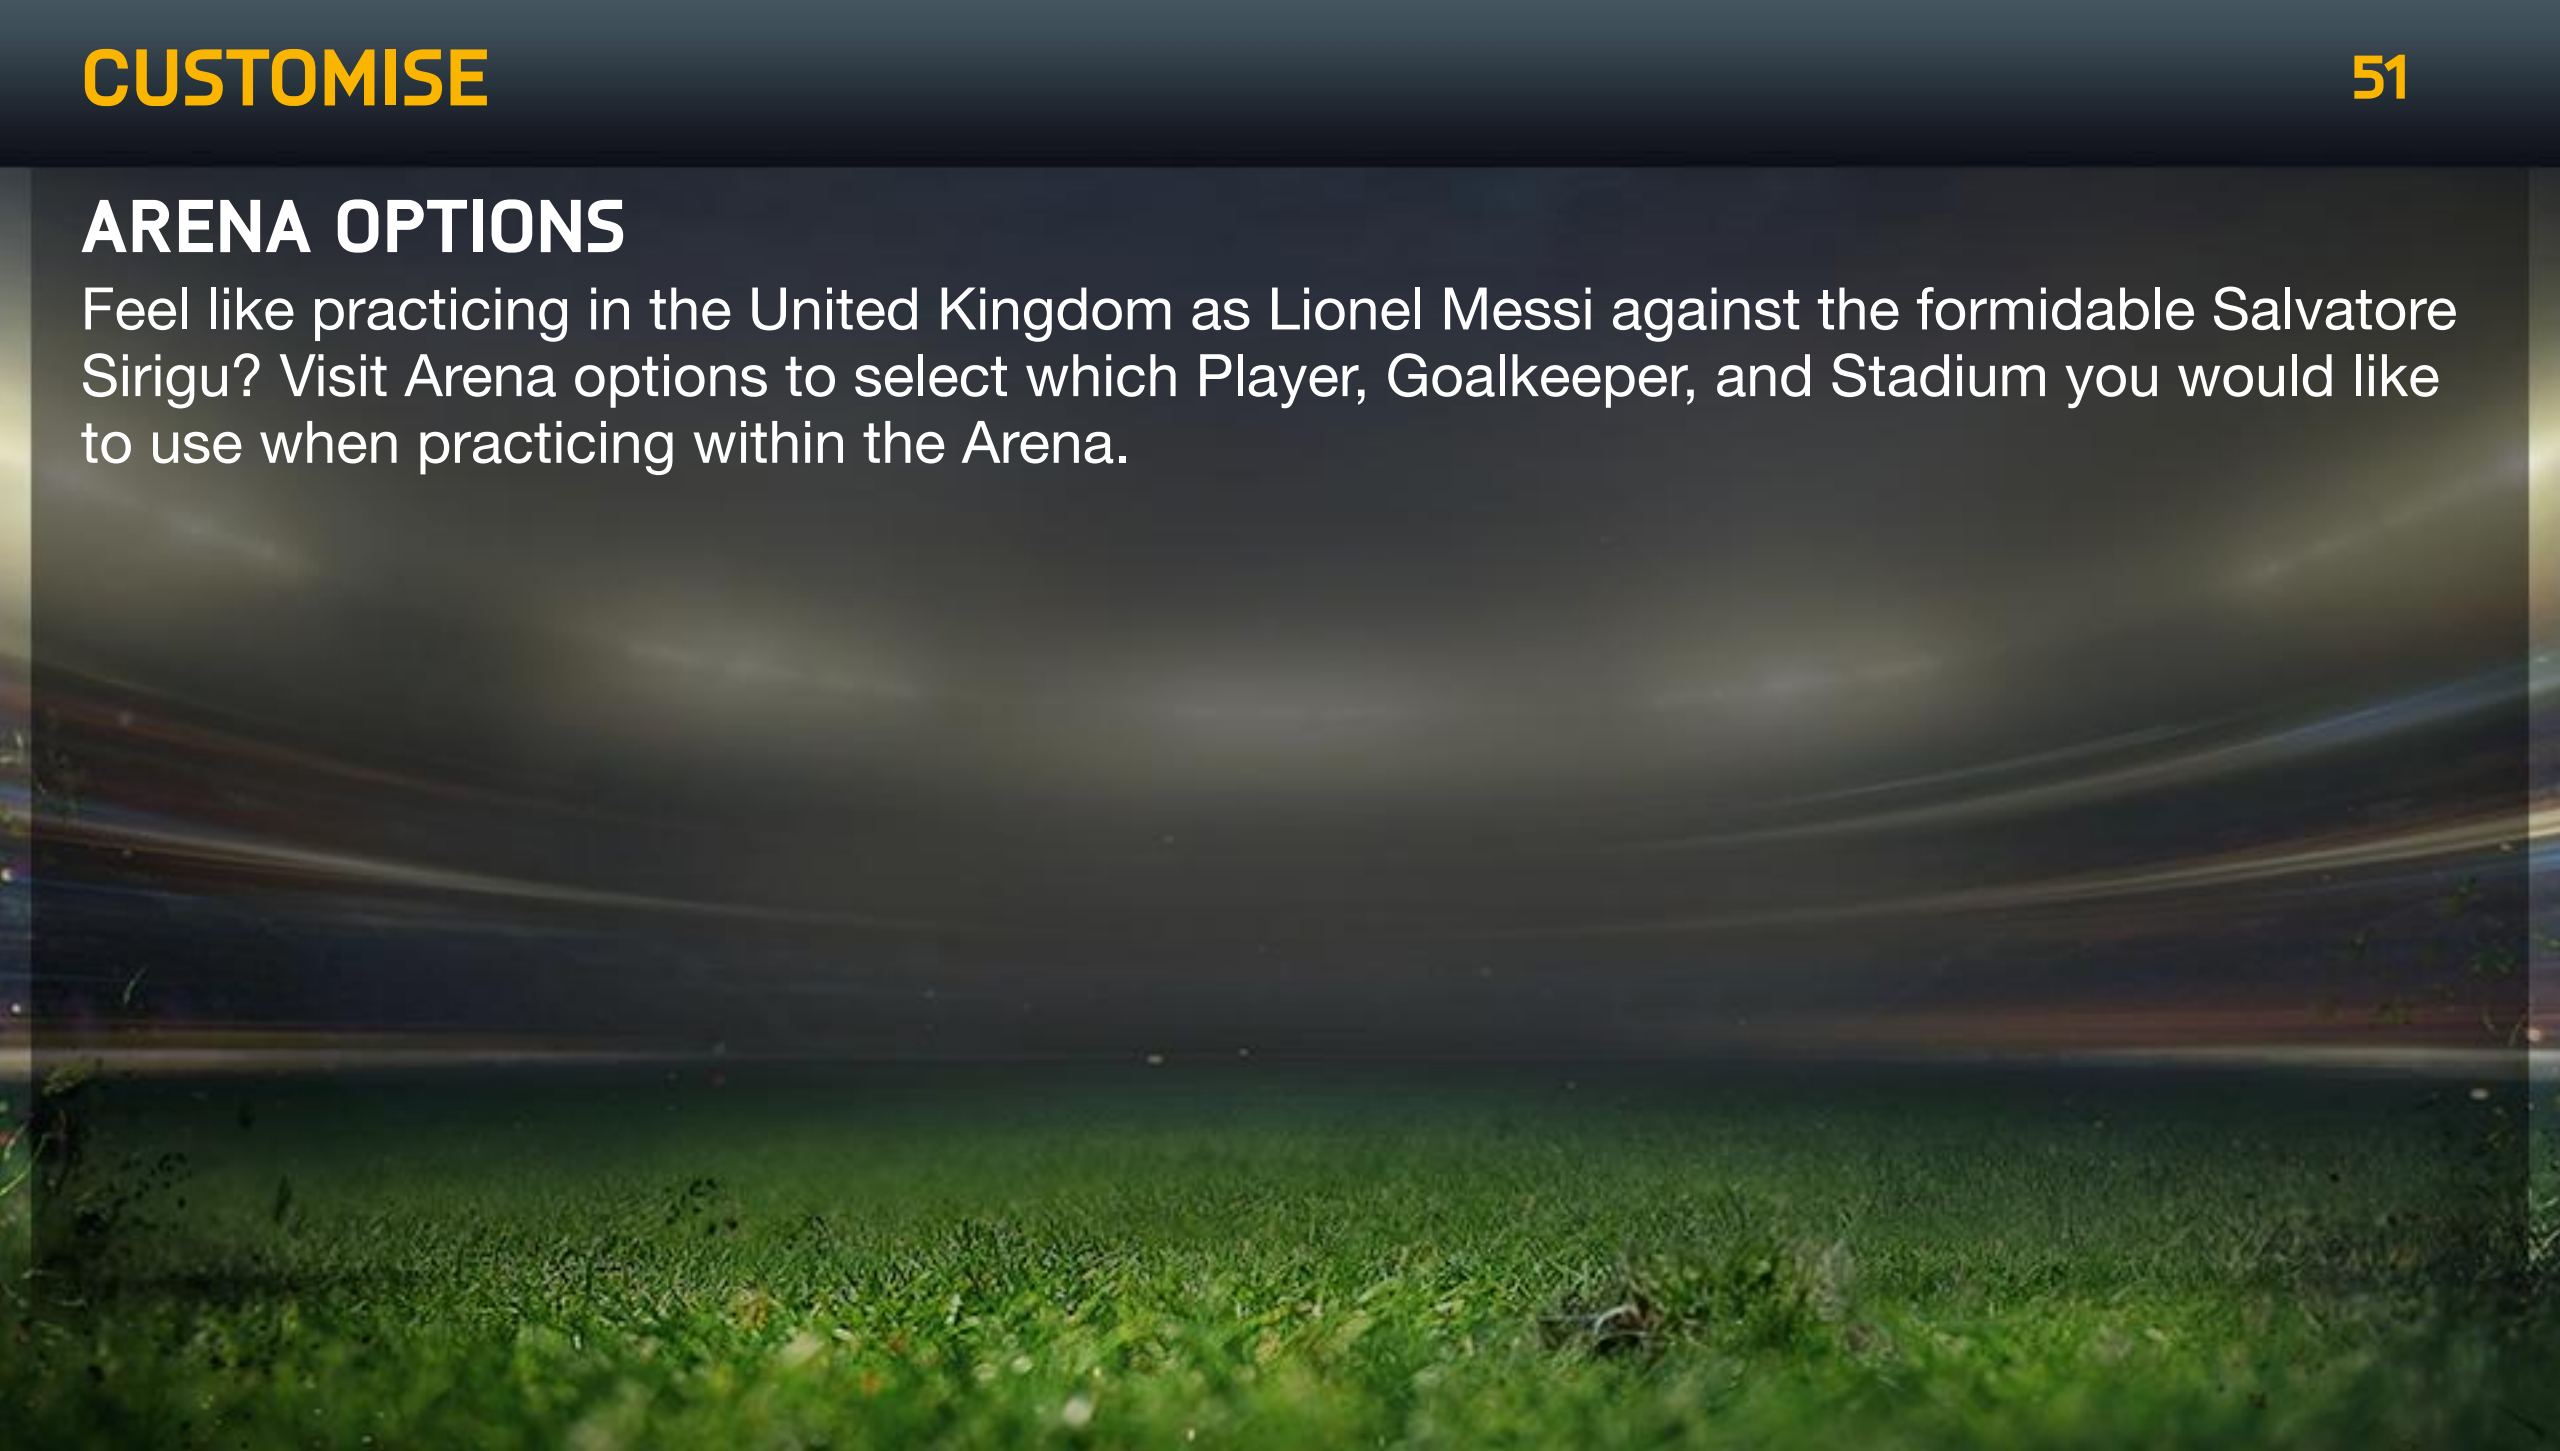 CUSTOMISE
51
ARENA OPTIONS
Feel like practicing in the United Kingdom as Lionel Messi against the formidable Salvatore
Sirigu? Visit Arena options to select which Player, Goalkeeper, and Stadium you would like
to use when practicing within the Arena.